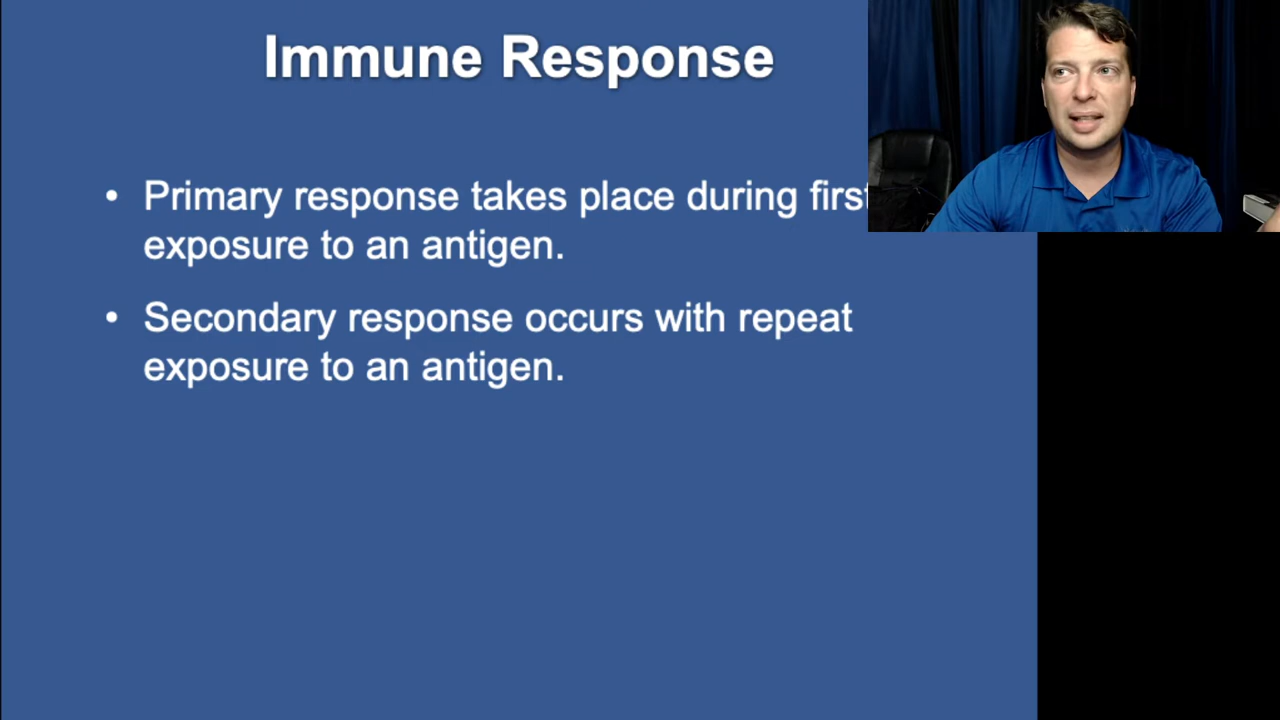 Immune Response
• Primary response takes place during first
exposure to an antigen.
• Secondary response occurs with repeat
exposure to an antigen.